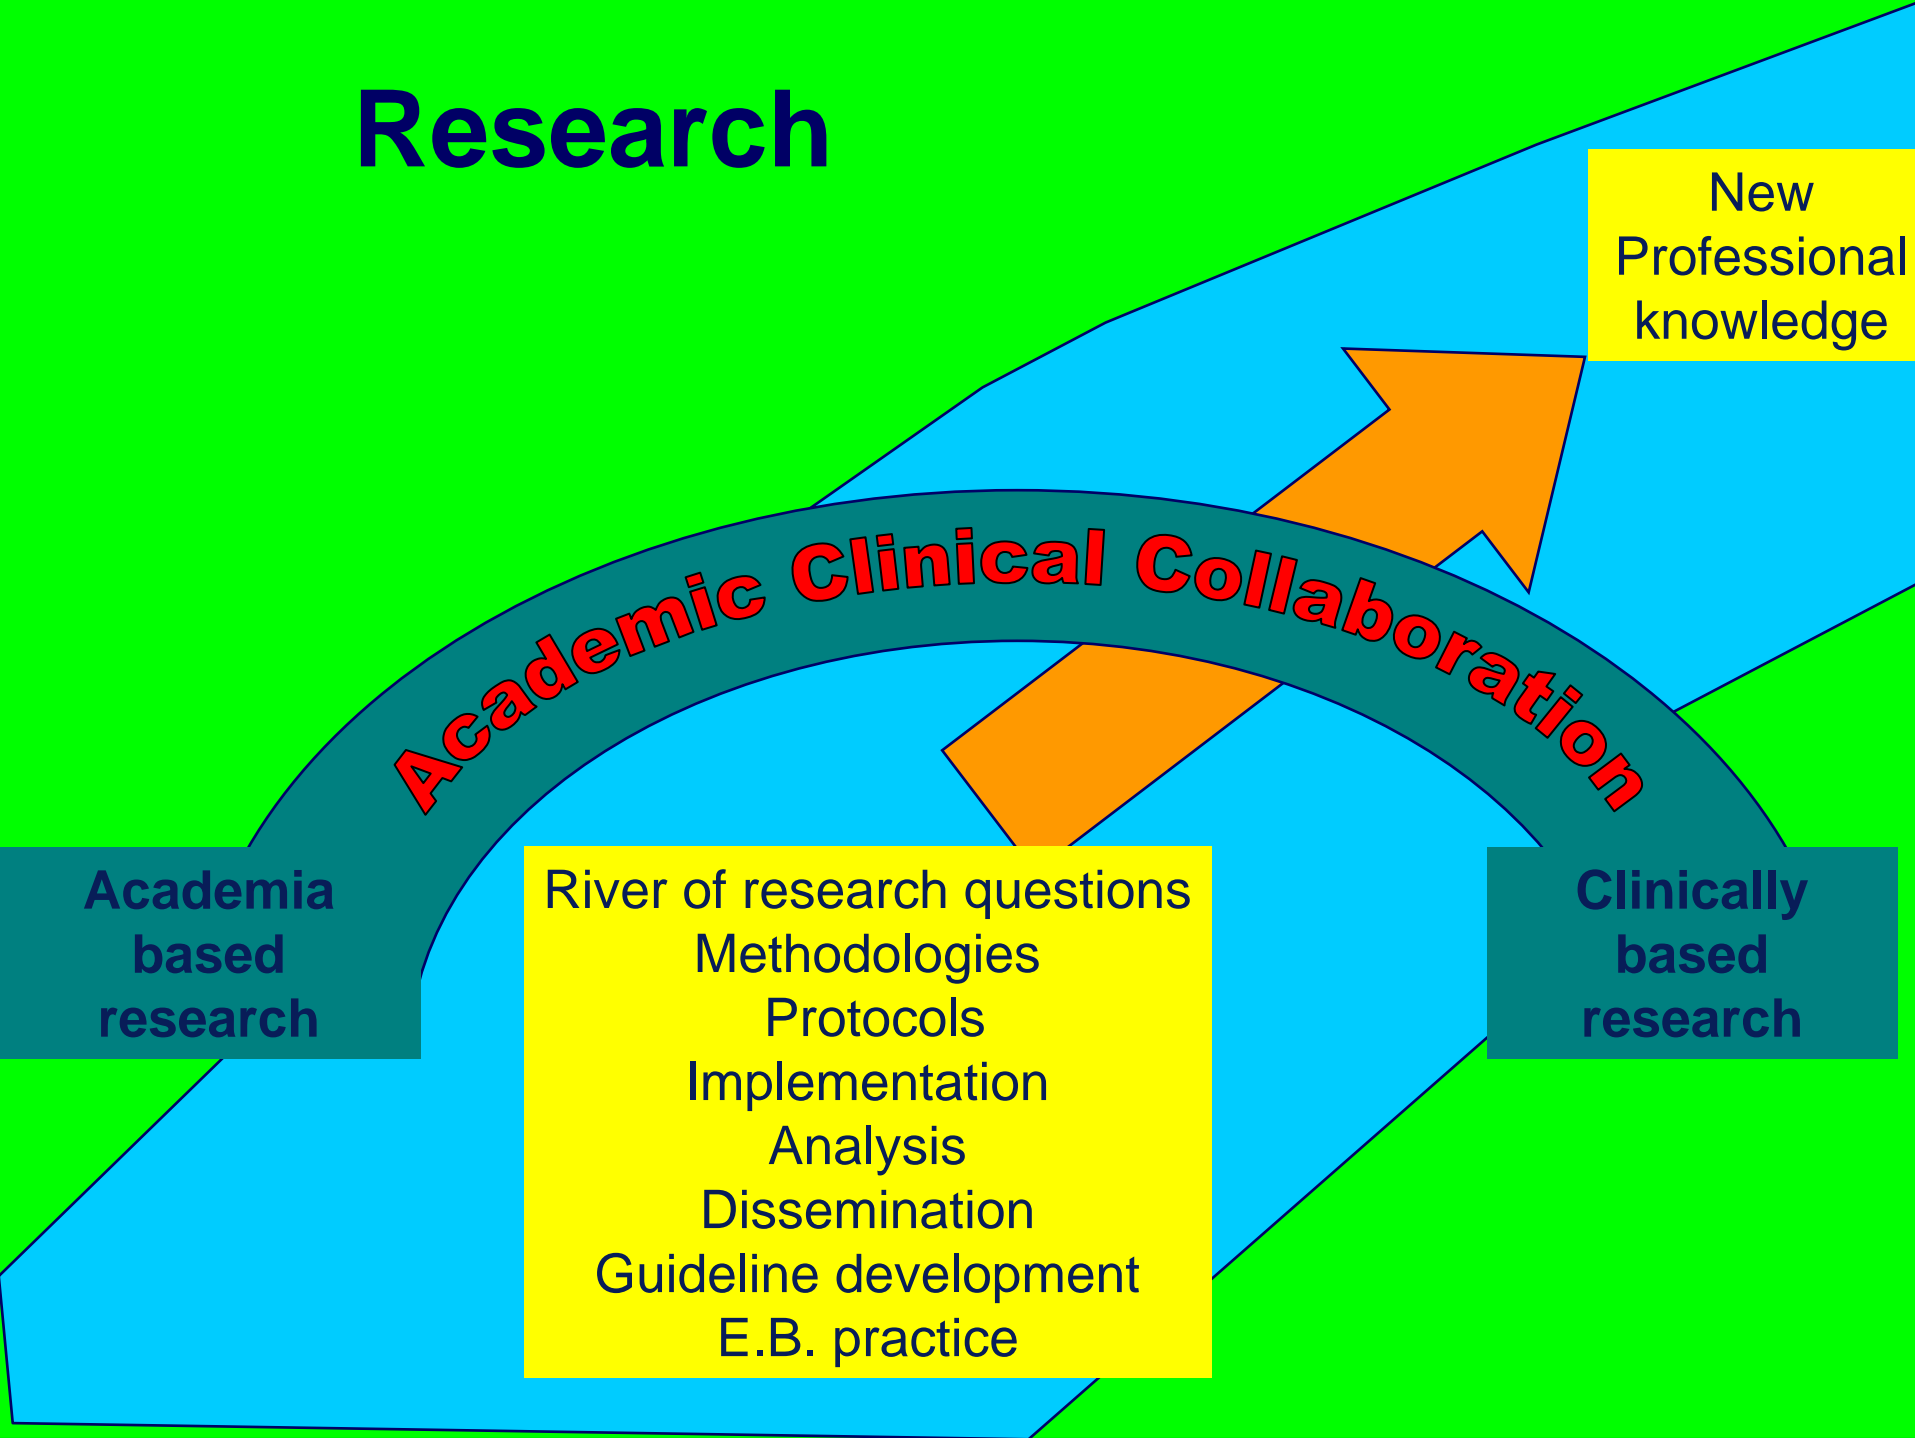 Research
New
Professional
knowledge
Academic Clinical Collaboration
Academia
based
research
River of research questions
Methodologies
Protocols
Implementation
Analysis
Dissemination
Guideline development
E.B. practice
Clinically
based
research